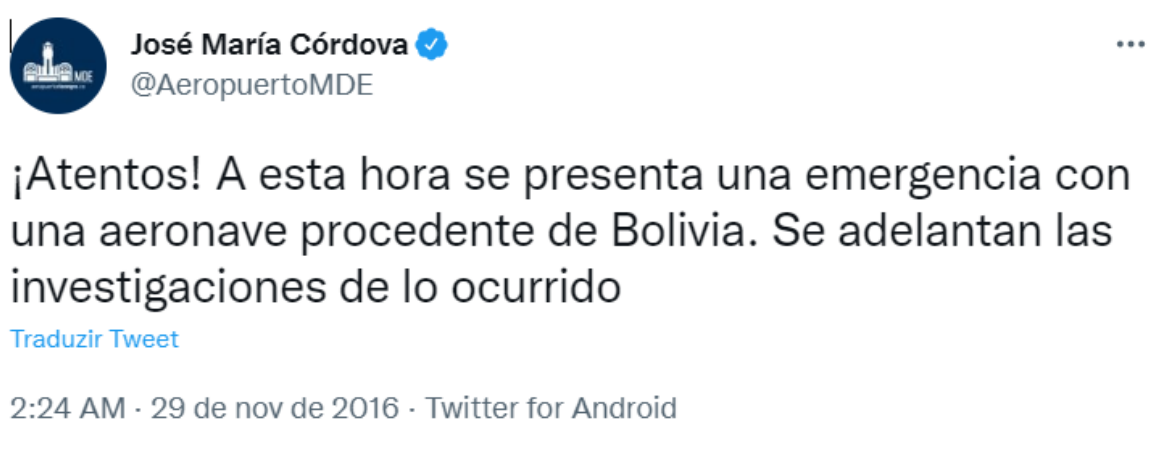 José María Córdova
@AeropuertoMDE
¡Atentos! A esta hora se presenta una emergencia con
una aeronave procedente de Bolivia. Se adelantan las
investigaciones de lo ocurrido
Traduzir Tweet
2:24 AM · 29 de nov de 2016 · Twitter for Android
MDE